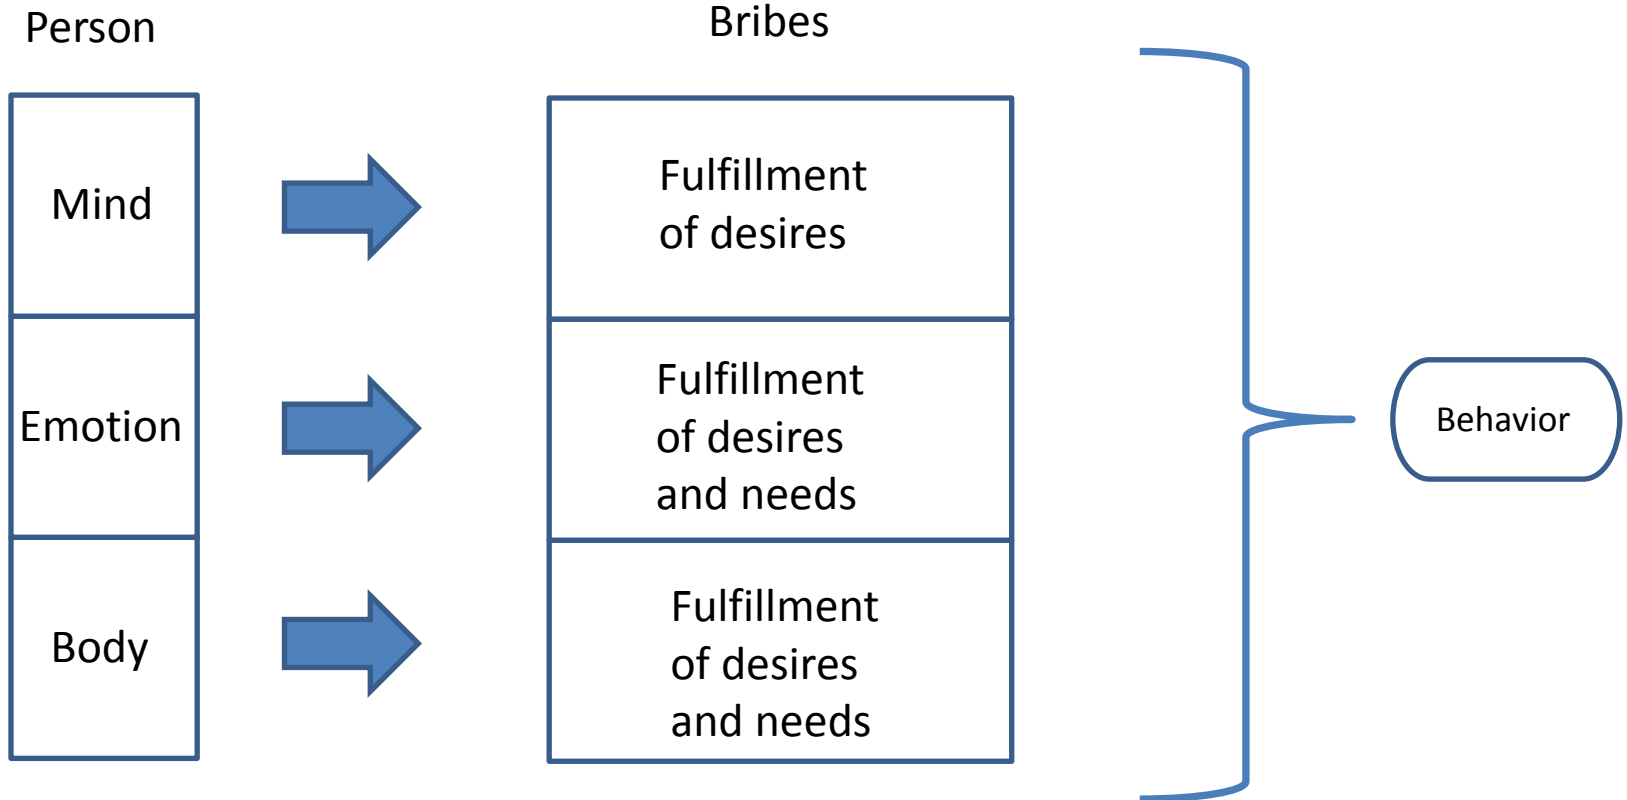 Person
Bribes
Mind
Fulfillment
of desires
Emotion
Fulfillment
of desires
and needs
Body
Fulfillment
of desires
and needs
Behavior